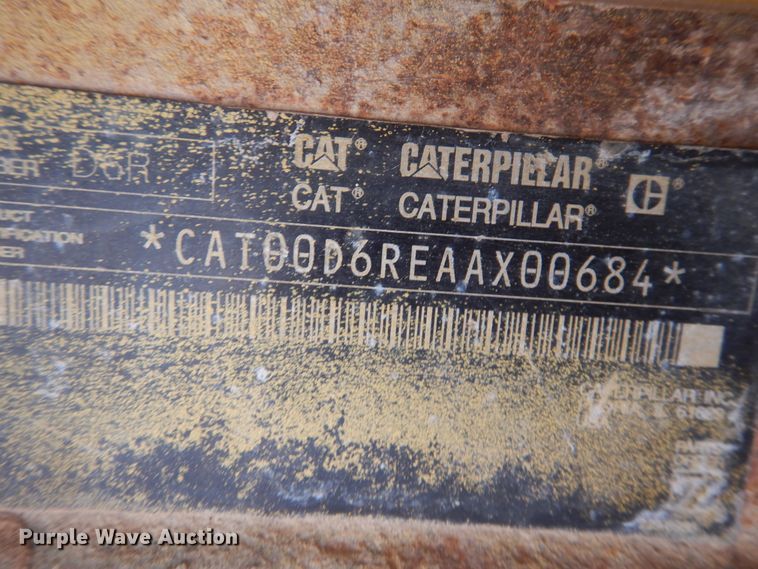 D6R
CAT® CATERPILLAR®
CAT® CATERPILLAR®
*CAT00D6REAAX00684*
Purple Wave Auction